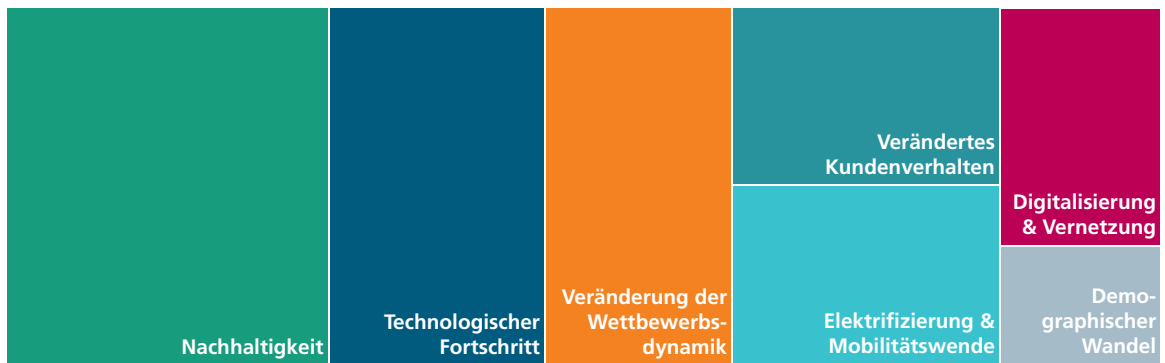 Nachhaltigkeit
Technologischer
Fortschritt
Veränderung der
Wettbewerbs-
dynamik
Verändertes
Kundenverhalten
Elektrifizierung &
Mobilitätswende
Digitalisierung
& Vernetzung
Demo-
graphischer
Wandel